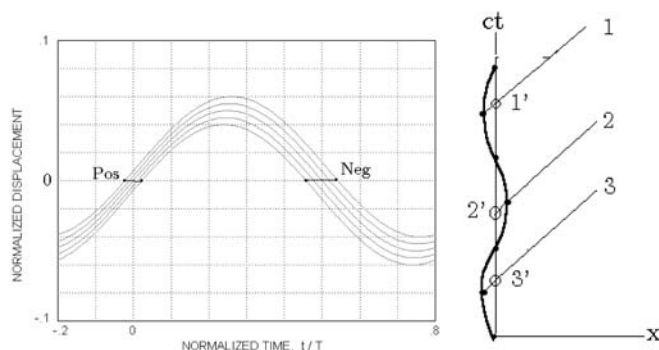 .1
NORMALIZED DISPLACEMENT
0
-.1
Pos
Neg
-.2
0
.8
NORMALIZED TIME, t / T
ct
1
1'
2
2'
3
3'
x